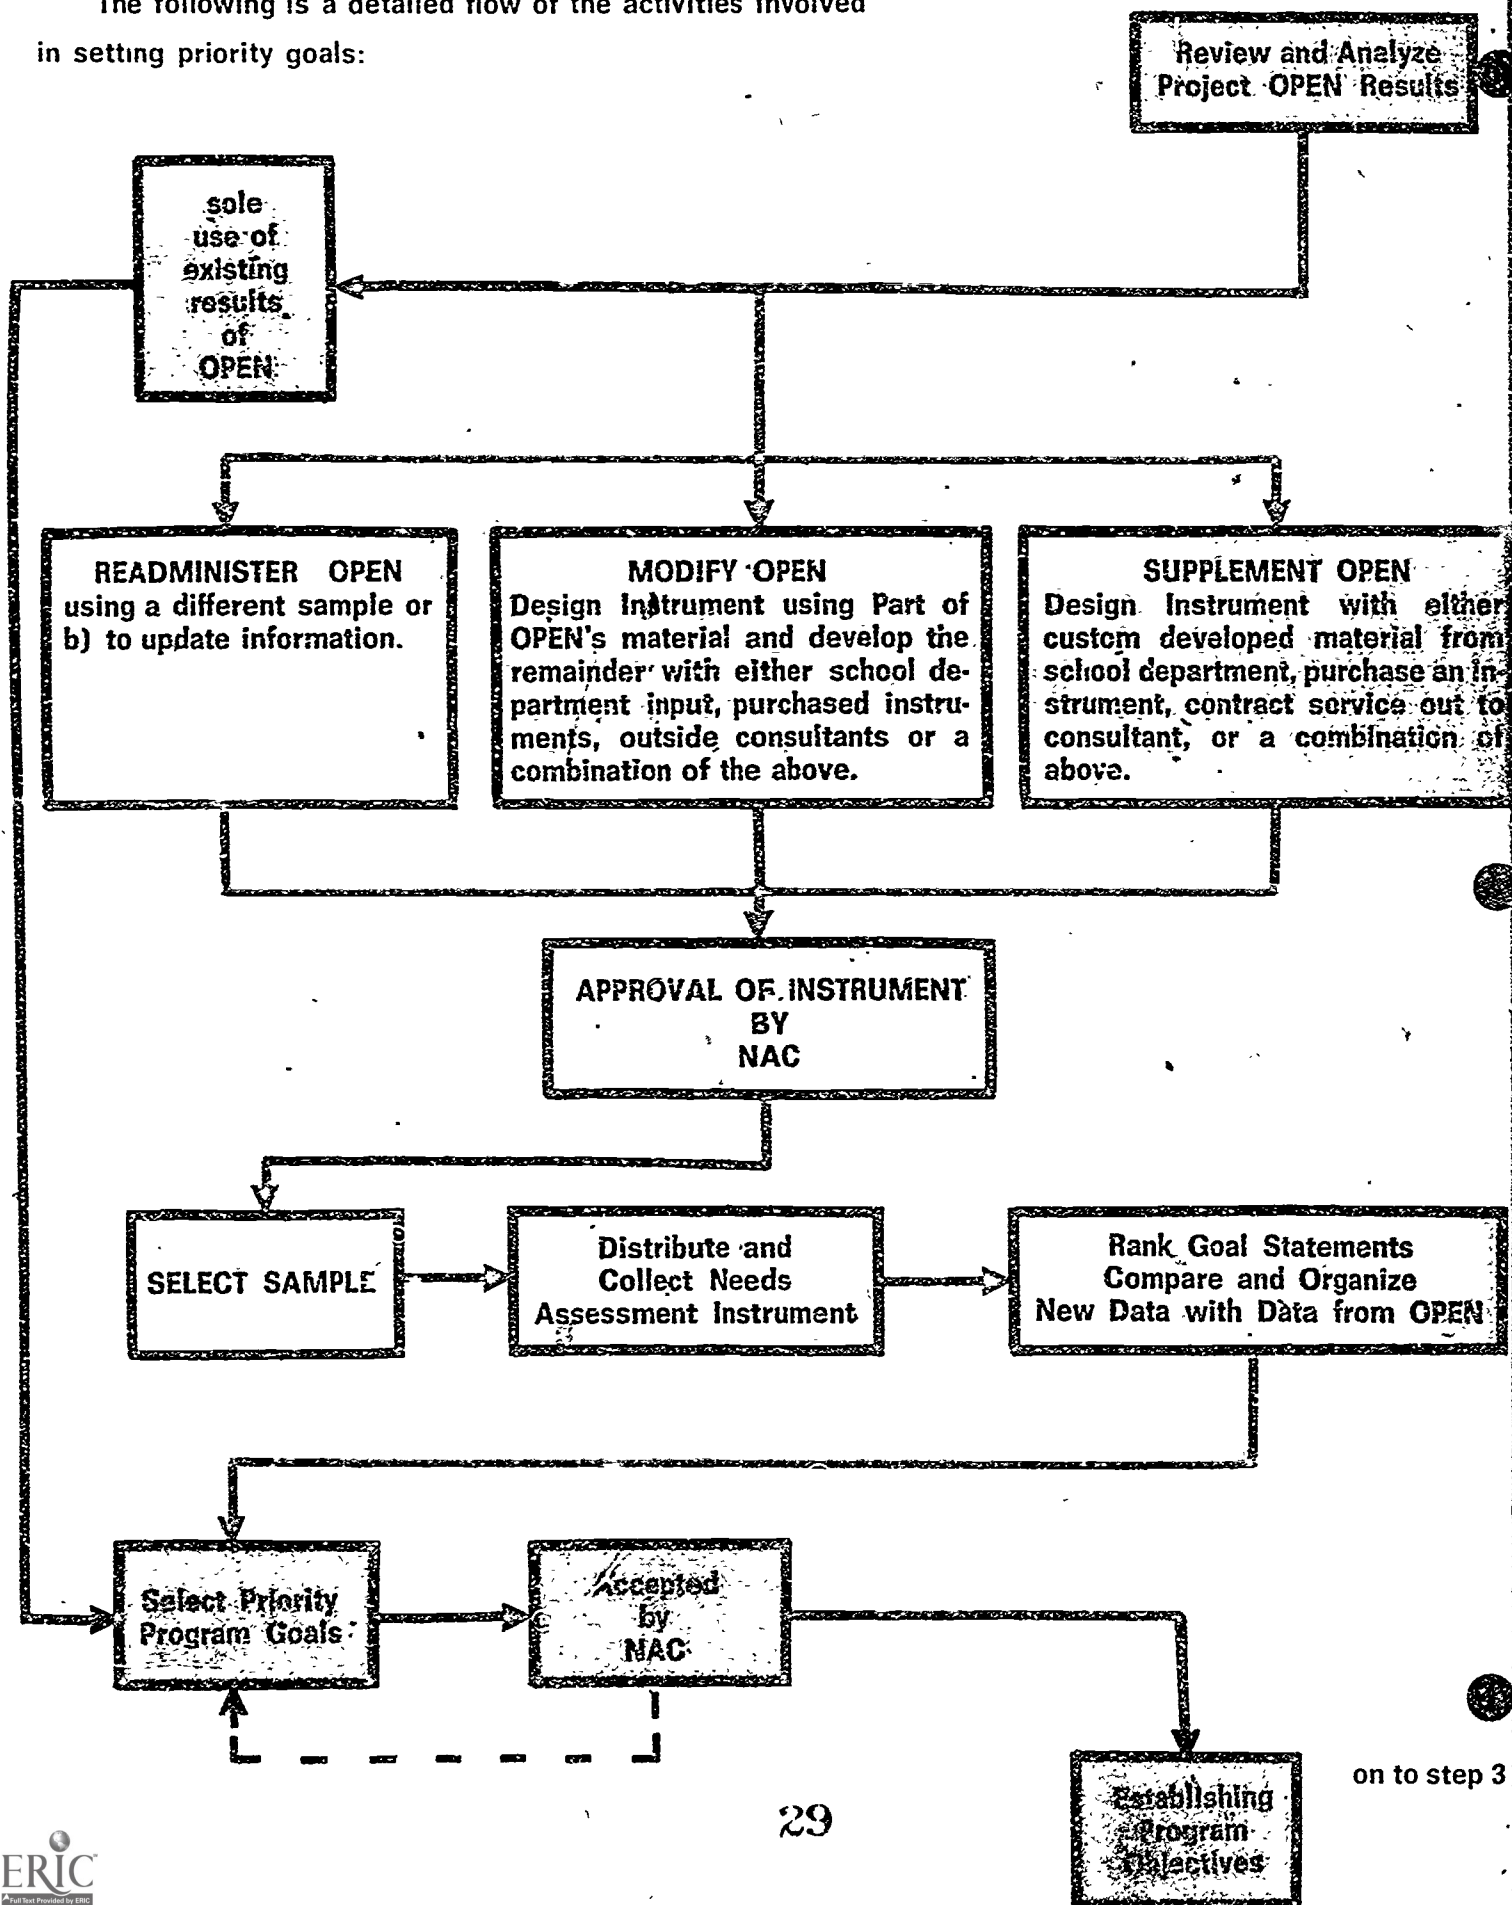 The following is a detailed flow of the activities involved
in setting priority goals:
Review and Analyze
Project OPEN Results
sole
use of
existing
results
of
OPEN
READMINISTER OPEN
using a different sample or
b) to update information.
MODIFY OPEN
Design Instrument using Part of
OPEN's material and develop the
remainder with either school de-
partment input, purchased instru-
ments, outside consultants or a
combination of the above.
SUPPLEMENT OPEN
Design Instrument with either
custom developed material from
school department, purchase an in-
strument, contract service out to
consultant, or a combination of
above.
APPROVAL OF INSTRUMENT
BY
NAC
SELECT SAMPLE
Distribute and
Collect Needs
Assessment Instrument
Rank Goal Statements
Compare and Organize
New Data with Data from OPEN
Select Priority
Program Goals
Accepted
by
NAC
Establishing
Program
Objectives
on to step 3
29
ERIC
Full Text Provided by ERIC